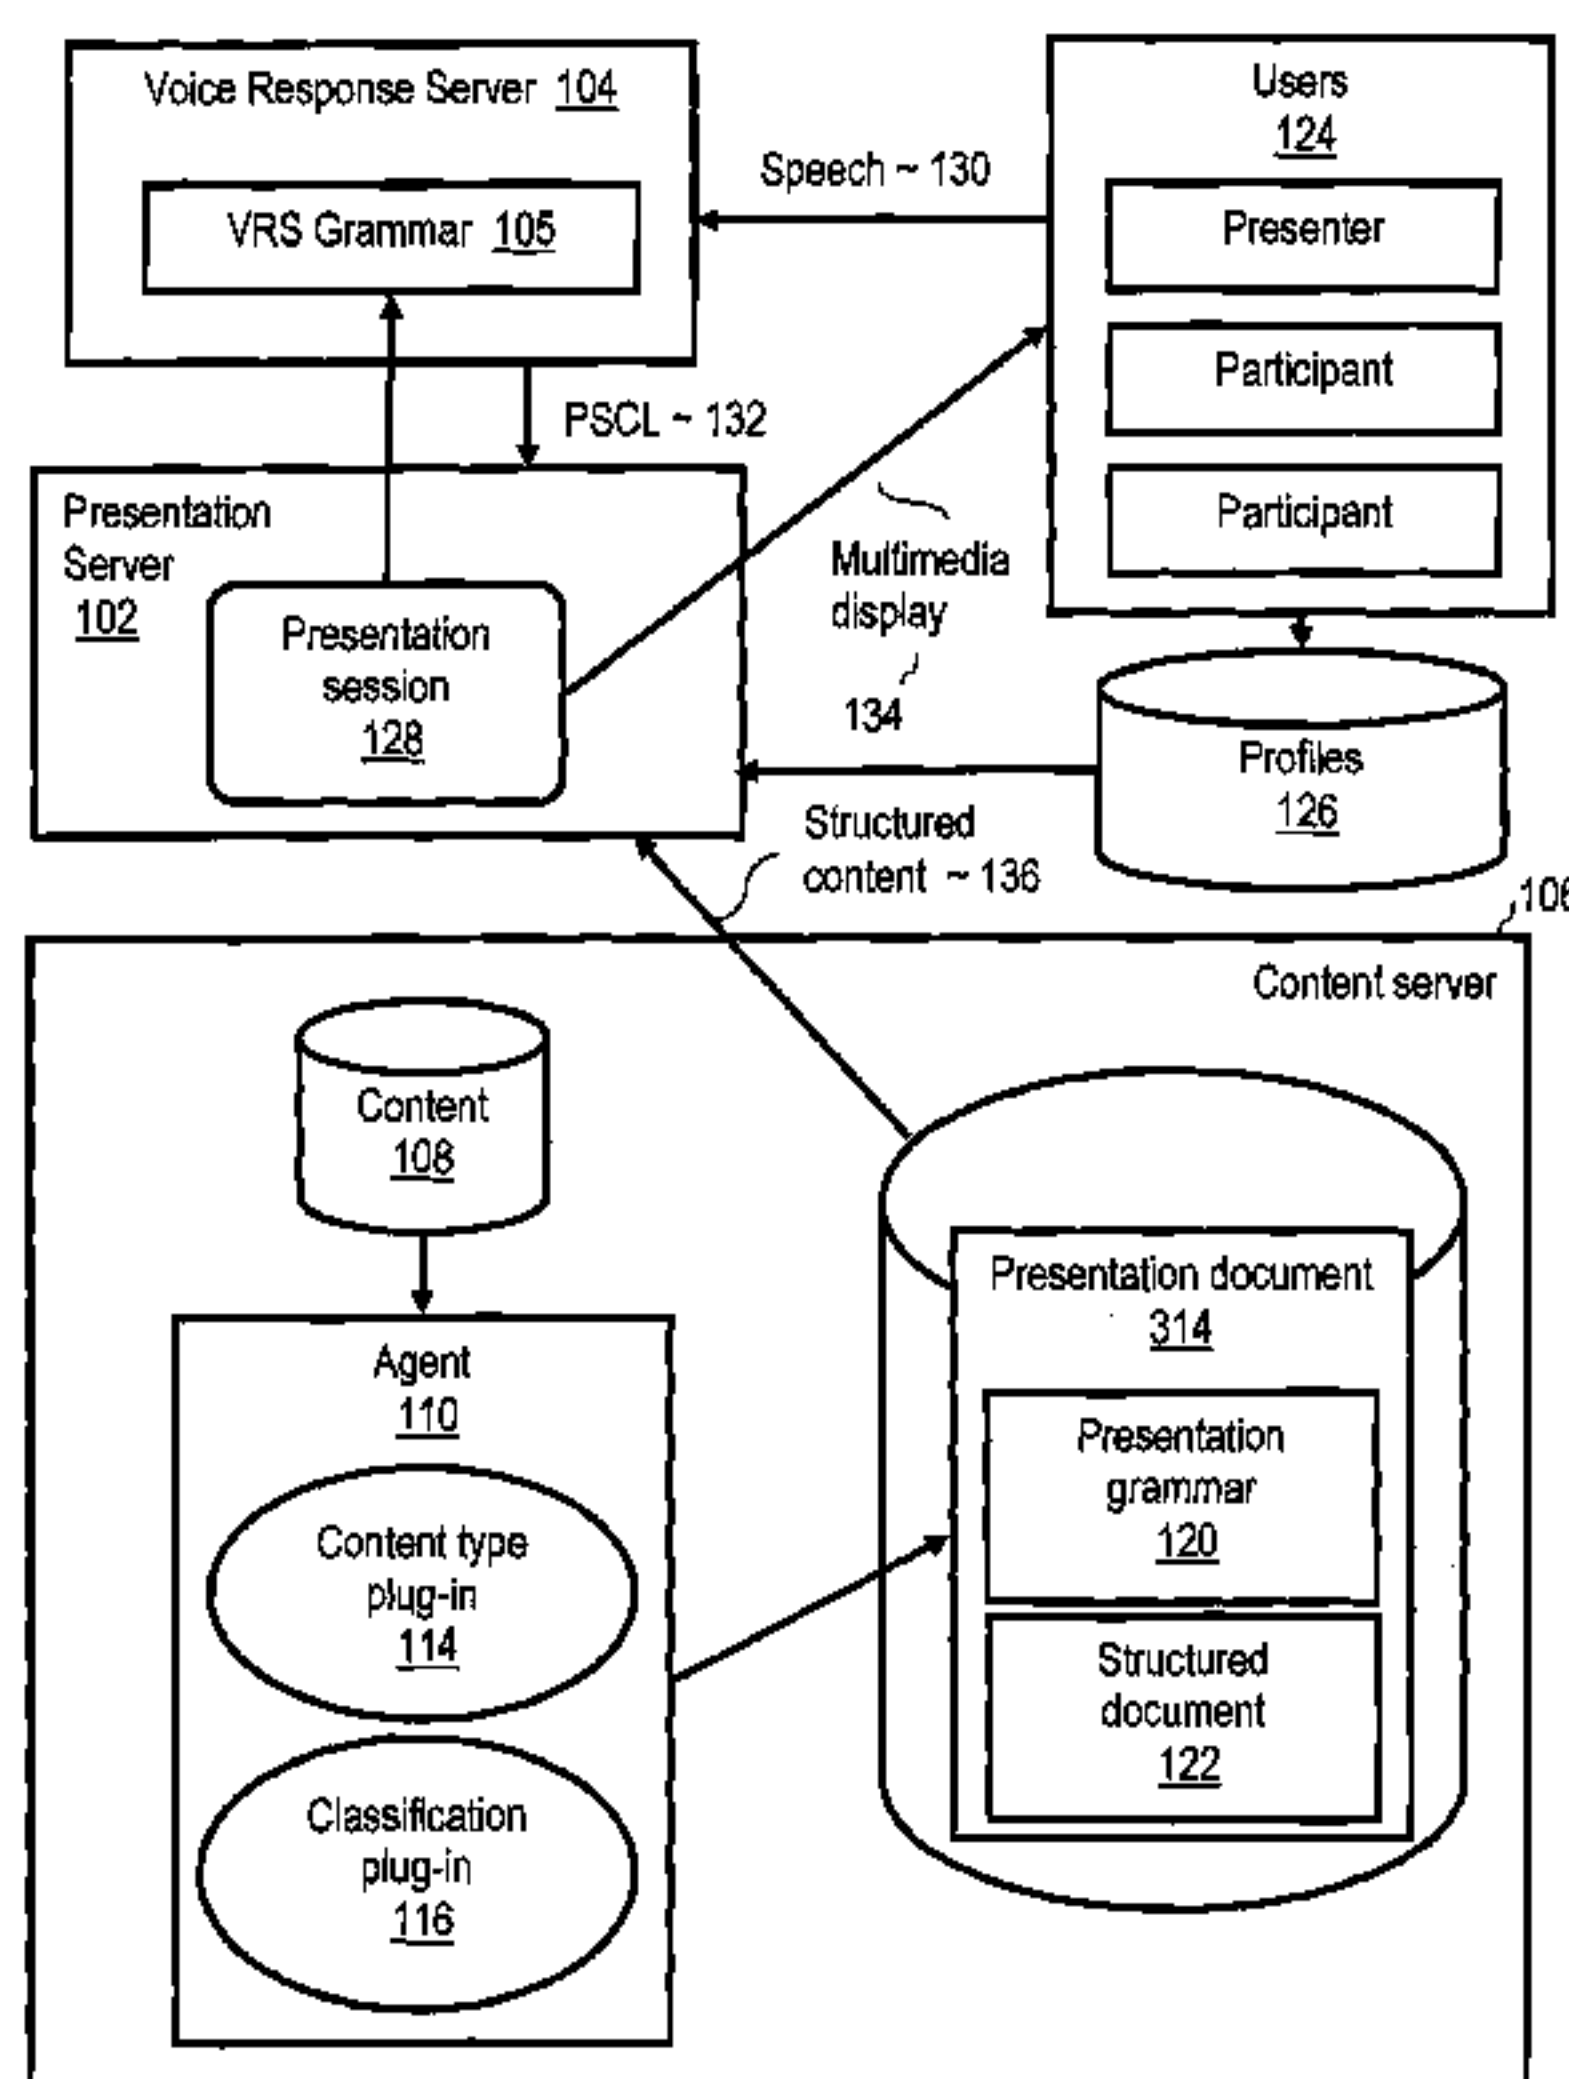 Voice Response Server 104
VRS Grammar 105
Speech ~ 130
Users
124
Presenter
Participant
Participant
PSCL ~ 132
Presentation
Server
102
Presentation
session
128
Multimedia
display
134
Profiles
126
Structured
content ~ 136
106
Content server
Content
108
Agent
110
Content type
plug-in
114
Classification
plug-in
116
Presentation document
314
Presentation
grammar
120
Structured
document
122